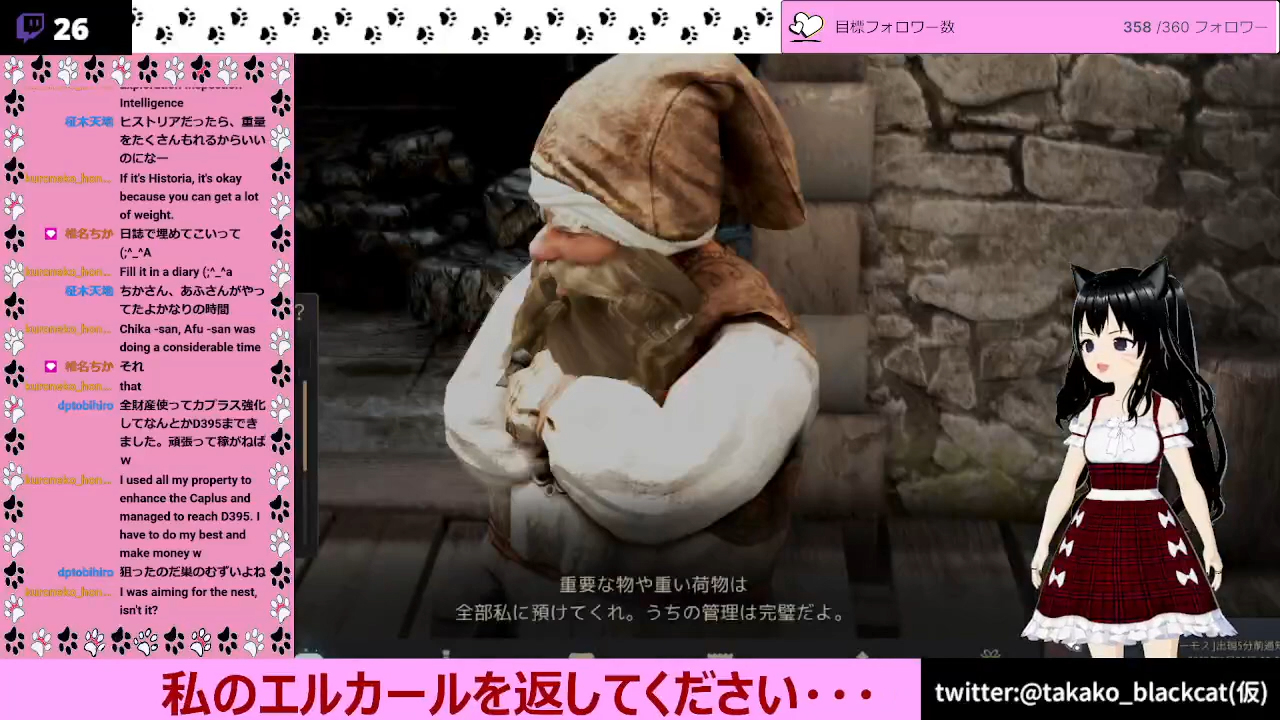 26
目標フォロワー数
358 /360 フォロワー
Intelligence
柾木天地 ヒストリアだったら、重量
をたくさんもれるからいい
のになー
If it's Historia, it's okay
because you can get a lot
of weight.
椎名ちか 日誌で埋めてこいって
(;^_^A
Fill it in a diary (;^_^a
柾木天地 ちかさん、あふさんがやっ
てたよかなりの時間
Chika -san, Afu -san was
doing a considerable time
椎名ちか それ
that
dptobihiro 全財産使ってカプラス強化
してなんとかD395までき
ました。頑張って稼がねば
w
I used all my property to
enhance the Caplus and
managed to reach D395. I
have to do my best and
make money w
dptobihiro 狙ったのだ巣のむずいよね
I was aiming for the nest,
isn't it?
?
重要な物や重い荷物は
全部私に預けてくれ。うちの管理は完璧だよ。
ーモス]出現5分前通知
私のエルカールを返してください・・・
twitter:@takako_blackcat(仮)